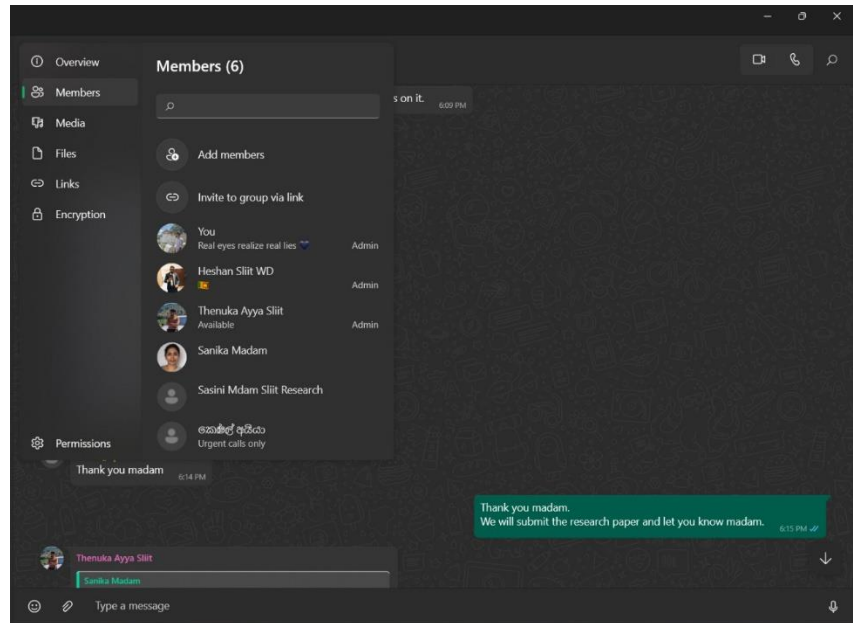 Overview
Members
Media
Files
Links
Encryption
Permissions
Members (6)
Add members
Invite to group via link
You
Real eyes realize real lies
Admin
Heshan Sliit WD
Admin
Thenuka Ayya Sliit
Available
Admin
Sanika Madam
Sasini Mdam Sliit Research
අයියා
Urgent calls only
s on it.
6:09 PM
Thank you madam
6:14 PM
Thank you madam.
We will submit the research paper and let you know madam.
6:15 PM
Thenuka Ayya Sliit
Sanika Madam
Type a message